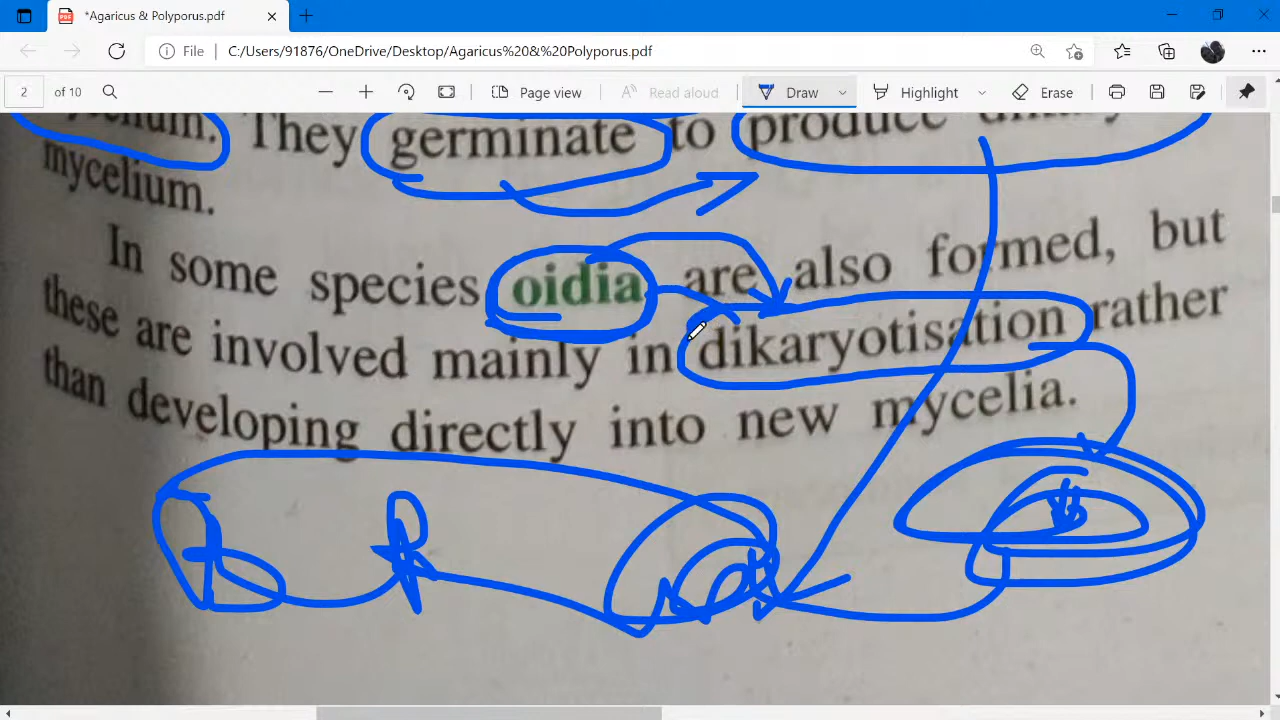 *Agaricus & Polyporus.pdf
File C:/Users/91876/OneDrive/Desktop/Agaricus%20&%20Polyporus.pdf
2 of 10 Page view Read aloud Draw Highlight Erase
They germinate to produce
mycelium.
In some species oidia are also formed, but
these are involved mainly in dikaryotisation rather
than developing directly into new mycelia.